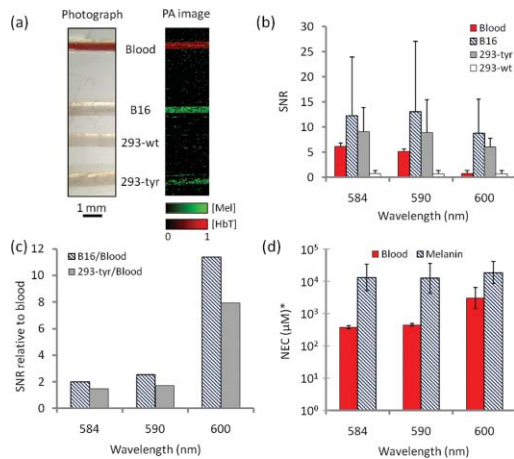 (a)
Photograph
PA image
Blood
B16
293-wt
293-tyr
1 mm
[Mel]
[HbT]
0 1
(b)
Blood
B16
293-tyr
293-wt
SNR
30
25
20
15
10
5
0
584 590 600
Wavelength (nm)
(c)
B16/Blood
293-tyr/Blood
SNR relative to blood
12
10
8
6
4
2
0
584 590 600
Wavelength (nm)
(d)
Blood Melanin
NEC (µM)*
10⁵
10⁴
10³
10²
10¹
10⁰
584 590 600
Wavelength (nm)